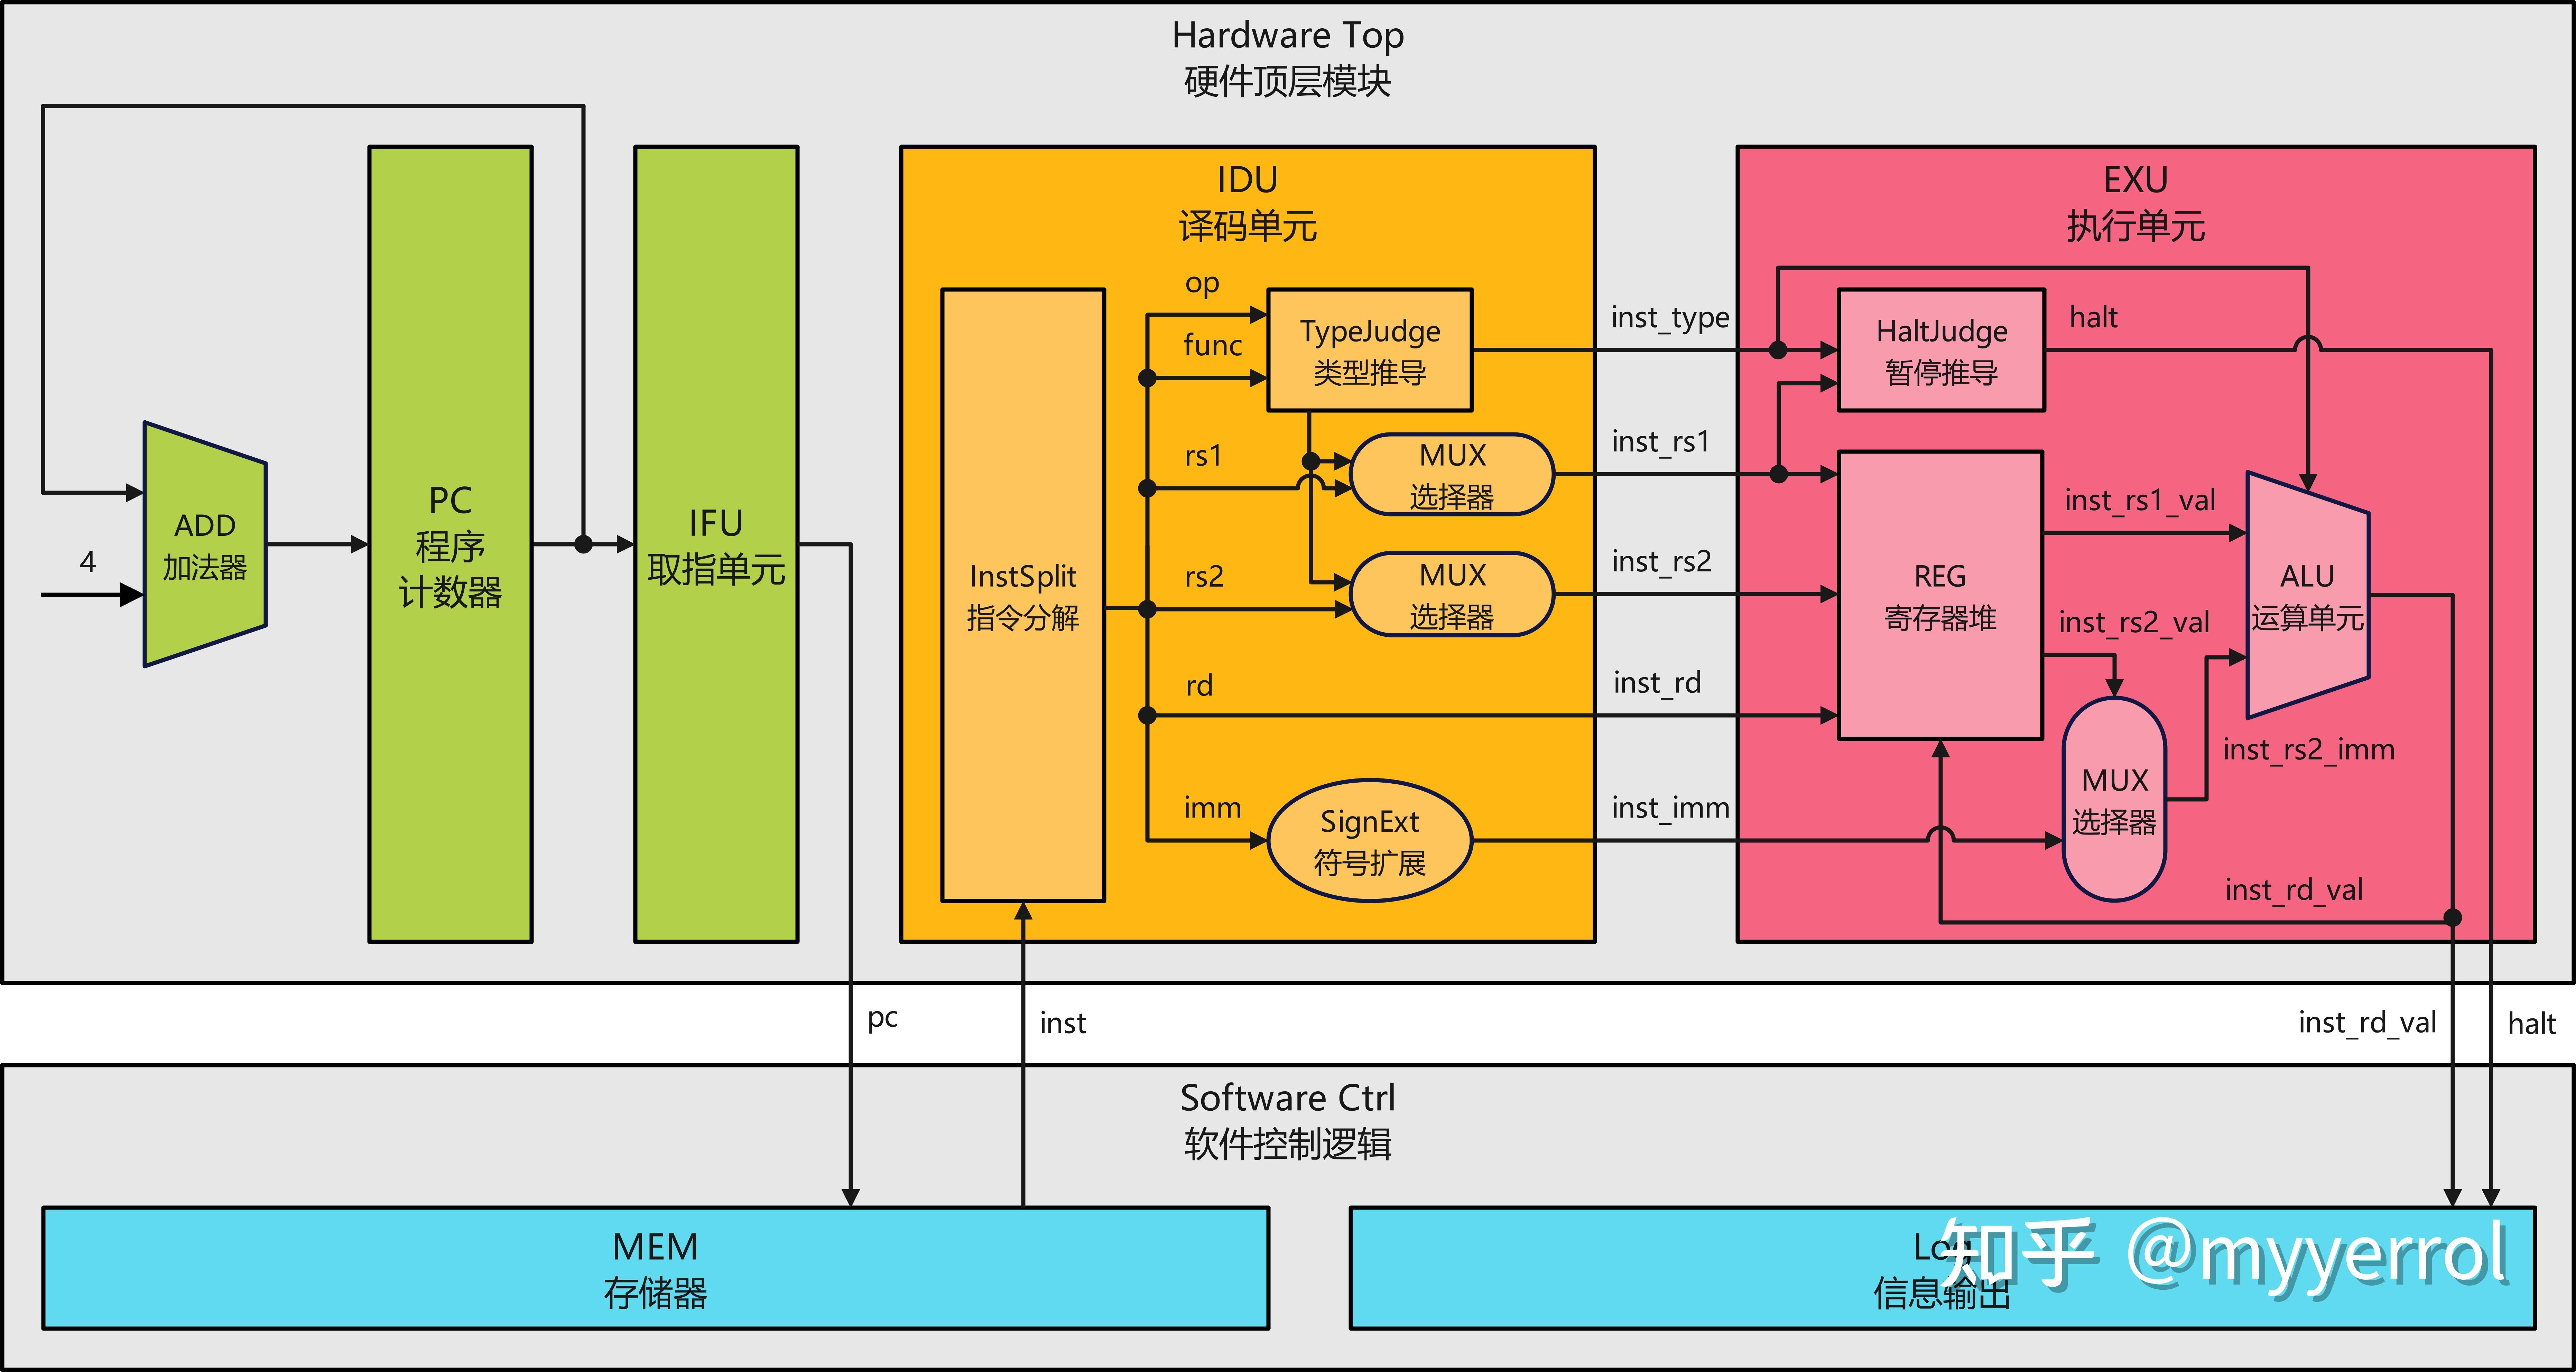 Hardware Top
硬件顶层模块
4
ADD
加法器
PC
程序
计数器
IFU
取指单元
IDU
译码单元
InstSplit
指令分解
op
func
rs1
rs2
rd
imm
TypeJudge
类型推导
MUX
选择器
MUX
选择器
SignExt
符号扩展
inst_type
inst_rs1
inst_rs2
inst_rd
inst_imm
EXU
执行单元
HaltJudge
暂停推导
halt
REG
寄存器堆
inst_rs1_val
inst_rs2_val
ALU
运算单元
MUX
选择器
inst_rs2_imm
inst_rd_val
pc
inst
inst_rd_val
halt
Software Ctrl
软件控制逻辑
MEM
存储器
Log
信息输出
知乎 @myyerrol